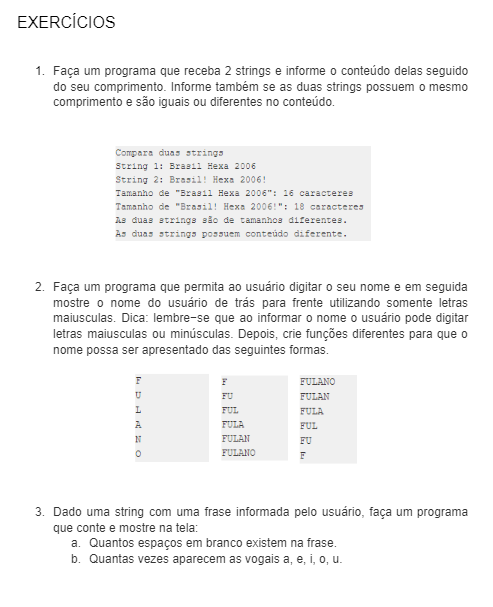 EXERCÍCIOS
1. Faça um programa que receba 2 strings e informe o conteúdo delas seguido
do seu comprimento. Informe também se as duas strings possuem o mesmo
comprimento e são iguais ou diferentes no conteúdo.
Compara duas strings
String 1: Brasil Hexa 2006
String 2: Brasil! Hexa 2006!
Tamanho de "Brasil Hexa 2006": 16 caracteres
Tamanho de "Brasil! Hexa 2006!": 18 caracteres
As duas strings são de tamanhos diferentes.
As duas strings possuem conteúdo diferente.
2. Faça um programa que permita ao usuário digitar o seu nome e em seguida
mostre o nome do usuário de trás para frente utilizando somente letras
maiusculas. Dica: lembre−se que ao informar o nome o usuário pode digitar
letras maiusculas ou minúsculas. Depois, crie funções diferentes para que o
nome possa ser apresentado das seguintes formas.
F
U
L
A
N
O
F
FU
FUL
FULA
FULAN
FULANO
FULANO
FULAN
FULA
FUL
FU
F
3. Dado uma string com uma frase informada pelo usuário, faça um programa
que conte e mostre na tela:
a. Quantos espaços em branco existem na frase.
b. Quantas vezes aparecem as vogais a, e, i, o, u.